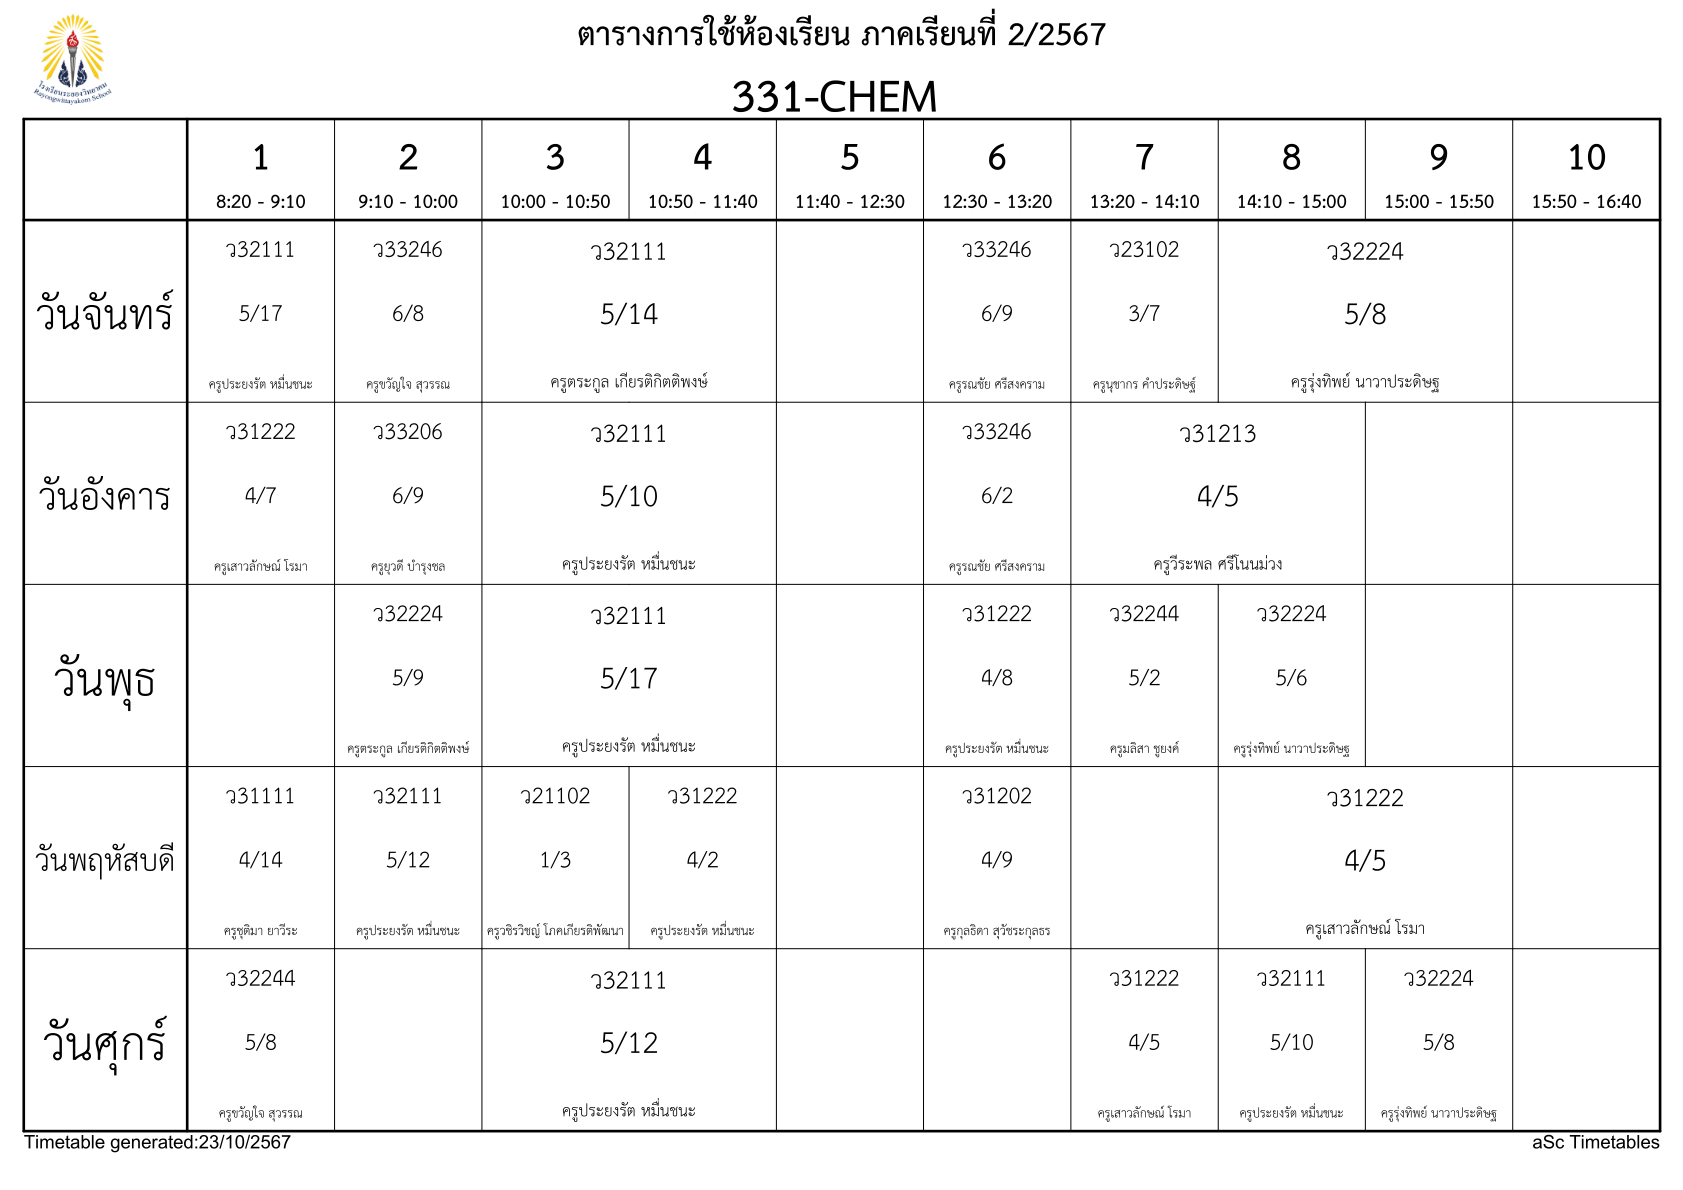 ตารางการใช้ห้องเรียน ภาคเรียนที่ 2/2567
โรงเรียนระยองวิทยาคม
Rayongwittayakom School
331-CHEM
1 2 3 4 5 6 7 8 9 10
8:20 - 9:10 9:10 - 10:00 10:00 - 10:50 10:50 - 11:40 11:40 - 12:30 12:30 - 13:20 13:20 - 14:10 14:10 - 15:00 15:00 - 15:50 15:50 - 16:40
วันจันทร์
ว32111 ว33246 ว32111 ว33246 ว23102 ว32224
5/17 6/8 5/14 6/9 3/7 5/8
ครูประยงรัต หมื่นชนะ ครูขวัญใจ สุวรรณ ครูตระกูล เกียรติกิตติพงษ์ ครูรณชัย ศรีสงคราม ครูนุชากร คำประดิษฐ์ ครูรุ่งทิพย์ นาวาประดิษฐ
วันอังคาร
ว31222 ว33206 ว32111 ว33246 ว31213
4/7 6/9 5/10 6/2 4/5
ครูเสาวลักษณ์ โรมา ครูยุวดี บำรุงชล ครูประยงรัต หมื่นชนะ ครูรณชัย ศรีสงคราม ครูวีระพล ศรีโนนม่วง
วันพุธ
ว32224 ว32111 ว31222 ว32244 ว32224
5/9 5/17 4/8 5/2 5/6
ครูตระกูล เกียรติกิตติพงษ์ ครูประยงรัต หมื่นชนะ ครูประยงรัต หมื่นชนะ ครูมลิสา ชูยงค์ ครูรุ่งทิพย์ นาวาประดิษฐ
วันพฤหัสบดี
ว31111 ว32111 ว21102 ว31222 ว31202 ว31222
4/14 5/12 1/3 4/2 4/9 4/5
ครูชุติมา ยาวีระ ครูประยงรัต หมื่นชนะ ครูวชิรวิชญ์ โภคเกียรติพัฒนา ครูประยงรัต หมื่นชนะ ครูกุลธิดา สุวัชระกุลธร ครูเสาวลักษณ์ โรมา
วันศุกร์
ว32244 ว32111 ว31222 ว32111 ว32224
5/8 5/12 4/5 5/10 5/8
ครูขวัญใจ สุวรรณ ครูประยงรัต หมื่นชนะ ครูเสาวลักษณ์ โรมา ครูประยงรัต หมื่นชนะ ครูรุ่งทิพย์ นาวาประดิษฐ
Timetable generated:23/10/2567 aSc Timetables